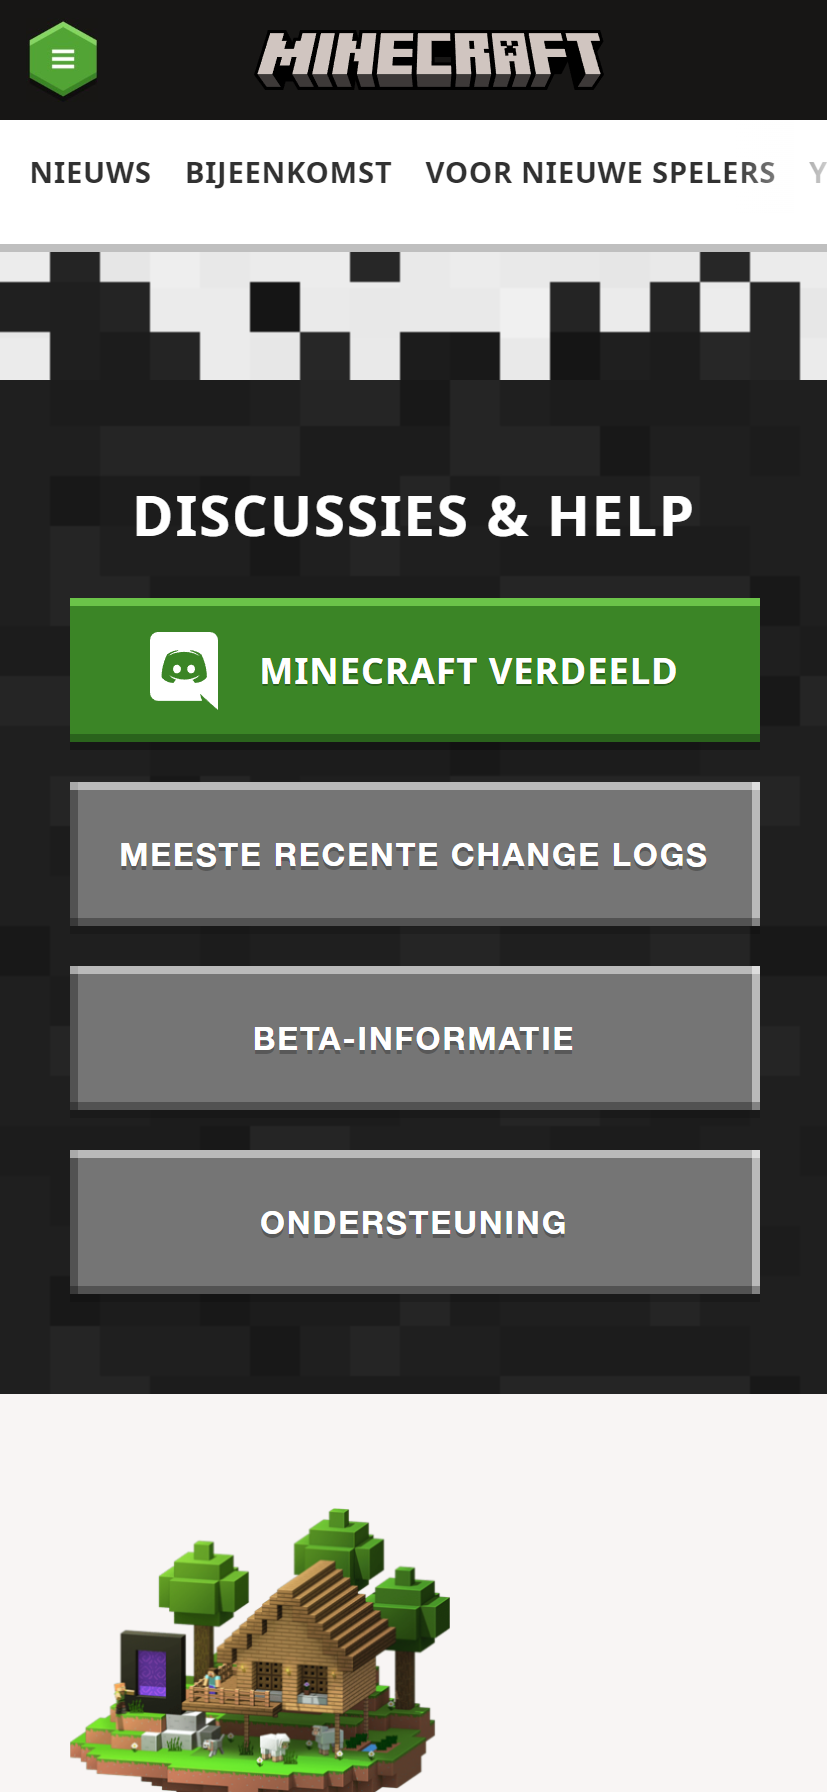 MINECRAFT
NIEUWS BIJEENKOMST VOOR NIEUWE SPELERS Y
DISCUSSIES & HELP
MINECRAFT VERDEELD
MEESTE RECENTE CHANGE LOGS
BETA-INFORMATIE
ONDERSTEUNING